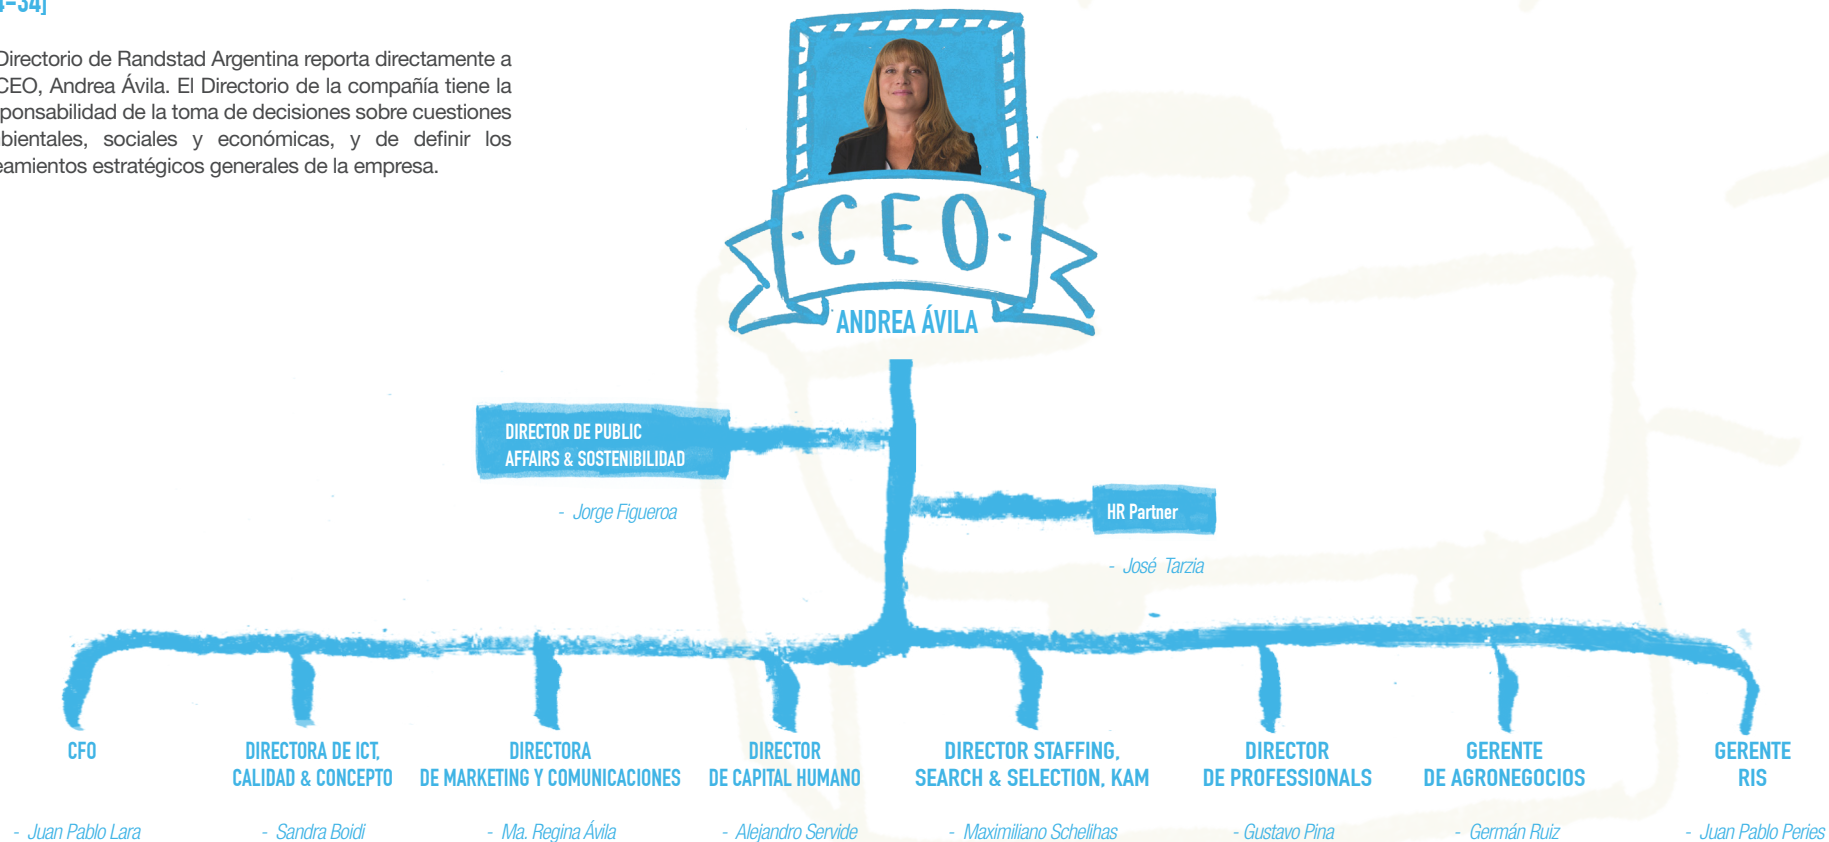 -34]
Directorio de Randstad Argentina reporta directamente a
CEO, Andrea Ávila. El Directorio de la compañía tiene la
ponsabilidad de la toma de decisiones sobre cuestiones
bientales, sociales y económicas, y de definir los
eamientos estratégicos generales de la empresa.
·CEO·
ANDREA ÁVILA
DIRECTOR DE PUBLIC
AFFAIRS & SOSTENIBILIDAD
- Jorge Figueroa
HR Partner
- José Tarzia
CFO
- Juan Pablo Lara
DIRECTORA DE ICT,
CALIDAD & CONCEPTO
- Sandra Boidi
DIRECTORA
DE MARKETING Y COMUNICACIONES
- Ma. Regina Ávila
DIRECTOR
DE CAPITAL HUMANO
- Alejandro Servide
DIRECTOR STAFFING,
SEARCH & SELECTION, KAM
- Maximiliano Schelihas
DIRECTOR
DE PROFESSIONALS
- Gustavo Pina
GERENTE
DE AGRONEGOCIOS
- Germán Ruiz
GERENTE
RIS
- Juan Pablo Peries